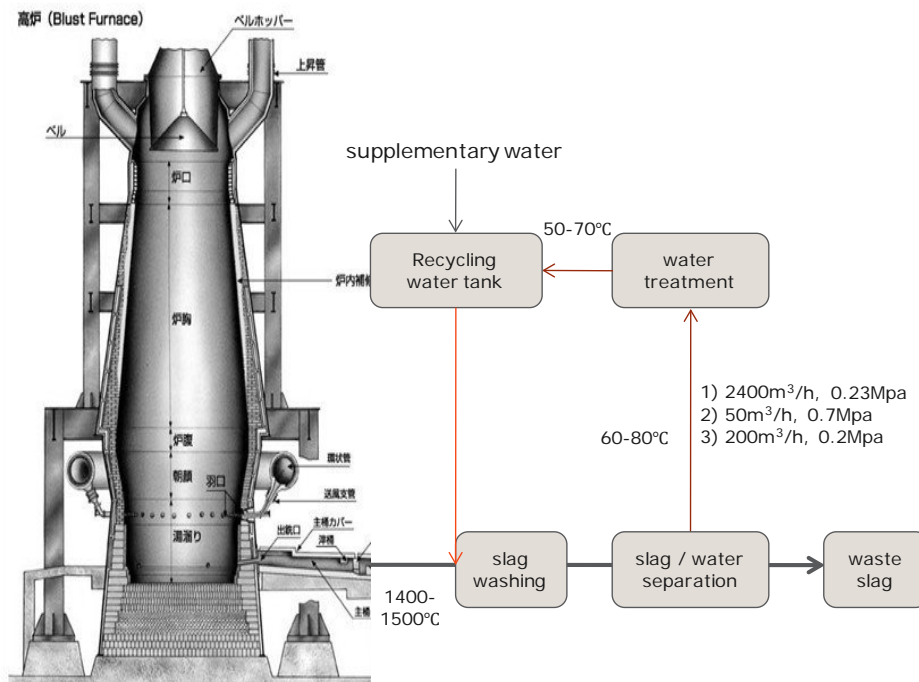 高炉 (Blust Furnace)
ベルホッパー
上昇管
ベル
炉口
炉内補修
炉胸
炉腹
朝顔
環状管
羽口
送風支管
湯溜り
出銑口
主樋カバー
滓樋
主樋
supplementary water
50-70℃
Recycling
water tank
water
treatment
1) 2400m³/h, 0.23Mpa
2) 50m³/h, 0.7Mpa
3) 200m³/h, 0.2Mpa
60-80℃
slag
washing
slag / water
separation
waste
slag
1400-
1500℃